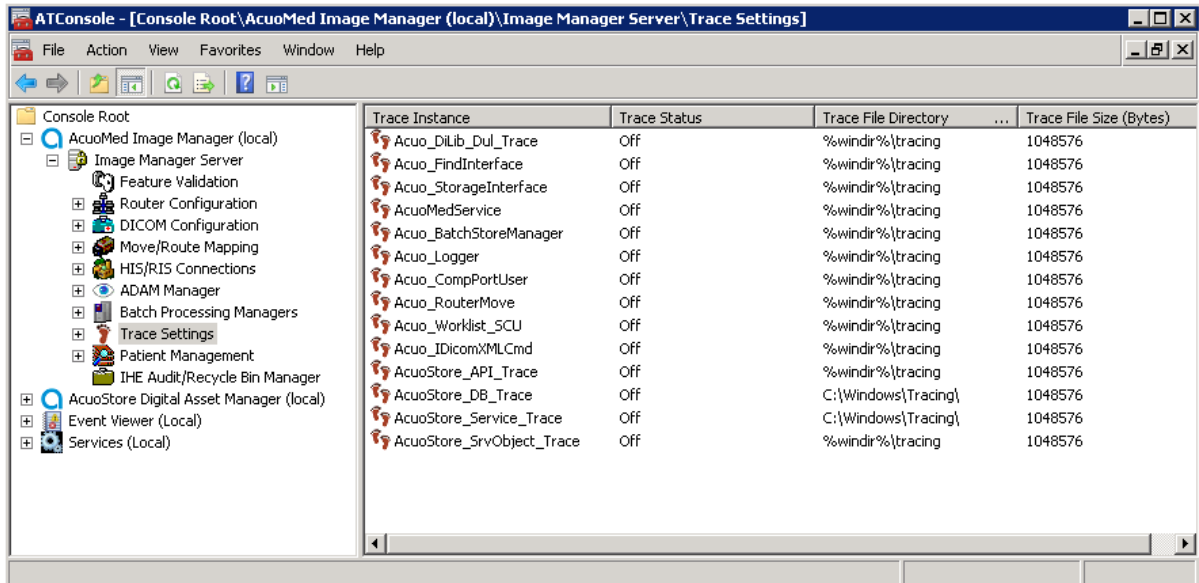 ATConsole - [Console Root\AcuoMed Image Manager (local)\Image Manager Server\Trace Settings]
File Action View Favorites Window Help
Console Root
AcuoMed Image Manager (local)
Image Manager Server
Feature Validation
Router Configuration
DICOM Configuration
Move/Route Mapping
HIS/RIS Connections
ADAM Manager
Batch Processing Managers
Trace Settings
Patient Management
IHE Audit/Recycle Bin Manager
AcuoStore Digital Asset Manager (local)
Event Viewer (Local)
Services (Local)
Trace Instance Trace Status Trace File Directory ... Trace File Size (Bytes)
Acuo_DiLib_Dul_Trace Off %windir%\tracing 1048576
Acuo_FindInterface Off %windir%\tracing 1048576
Acuo_StorageInterface Off %windir%\tracing 1048576
AcuoMedService Off %windir%\tracing 1048576
Acuo_BatchStoreManager Off %windir%\tracing 1048576
Acuo_Logger Off %windir%\tracing 1048576
Acuo_CompPortUser Off %windir%\tracing 1048576
Acuo_RouterMove Off %windir%\tracing 1048576
Acuo_Worklist_SCU Off %windir%\tracing 1048576
Acuo_IDicomXMLCmd Off %windir%\tracing 1048576
AcuoStore_API_Trace Off %windir%\tracing 1048576
AcuoStore_DB_Trace Off C:\Windows\Tracing\ 1048576
AcuoStore_Service_Trace Off C:\Windows\Tracing\ 1048576
AcuoStore_SrvObject_Trace Off %windir%\tracing 1048576